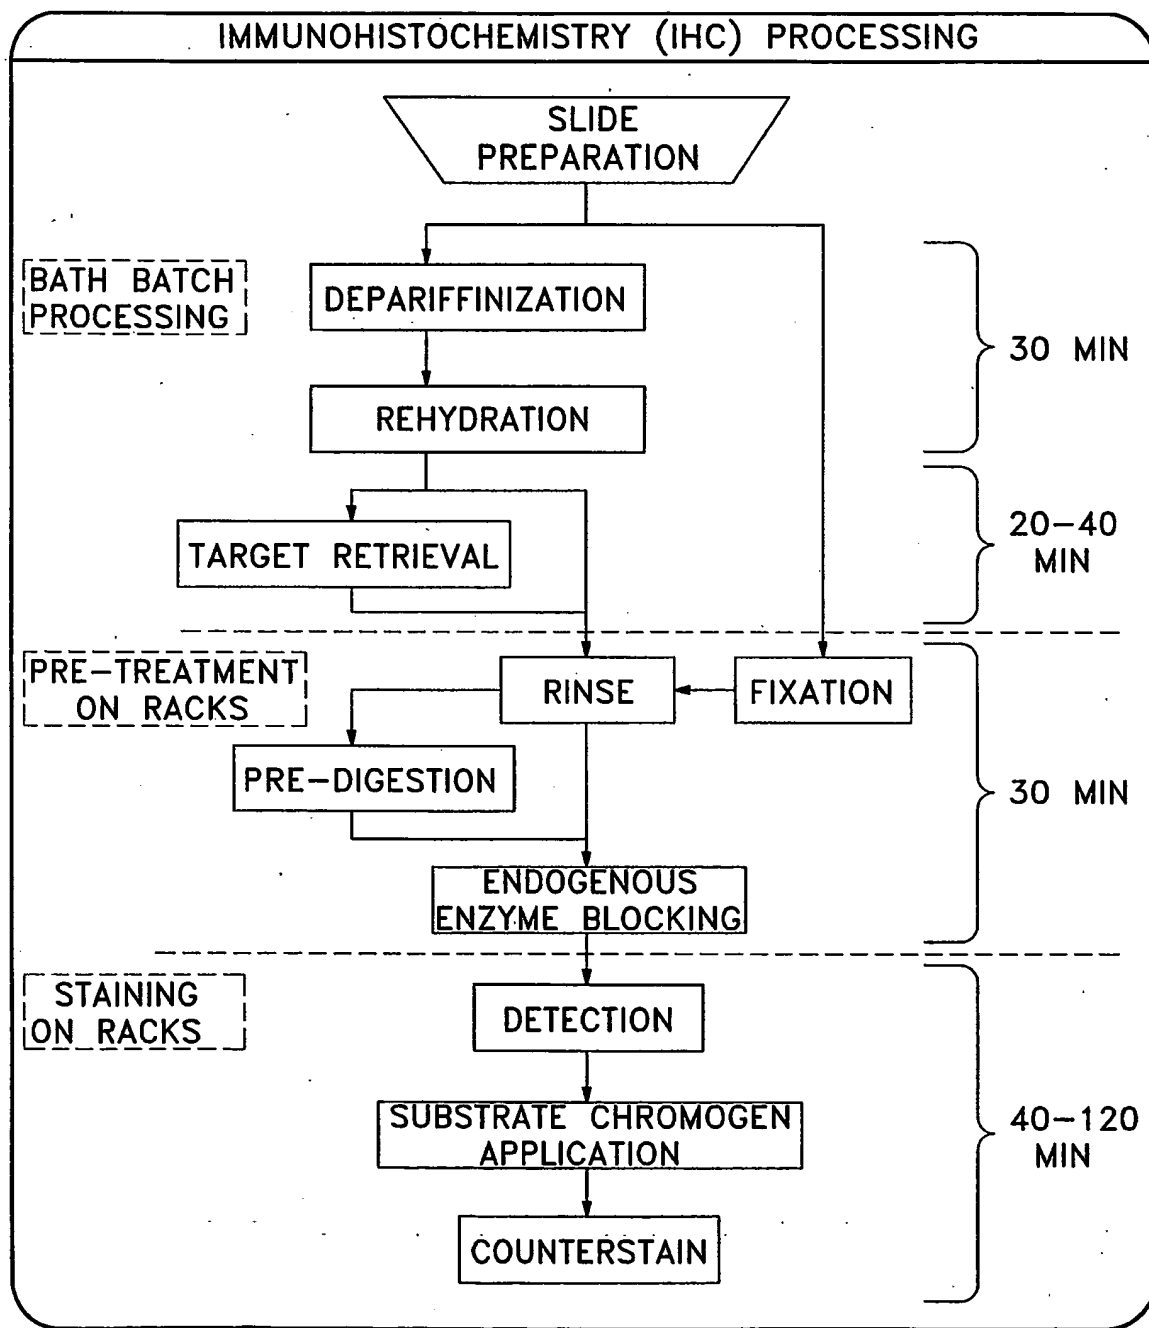 IMMUNOHISTOCHEMISTRY (IHC) PROCESSING
SLIDE
PREPARATION
BATH BATCH
PROCESSING
DEPARIFFINIZATION
30 MIN
REHYDRATION
TARGET RETRIEVAL
20-40
MIN
PRE-TREATMENT
ON RACKS
RINSE
FIXATION
PRE-DIGESTION
30 MIN
ENDOGENOUS
ENZYME BLOCKING
STAINING
ON RACKS
DETECTION
SUBSTRATE CHROMOGEN
APPLICATION
40-120
MIN
COUNTERSTAIN